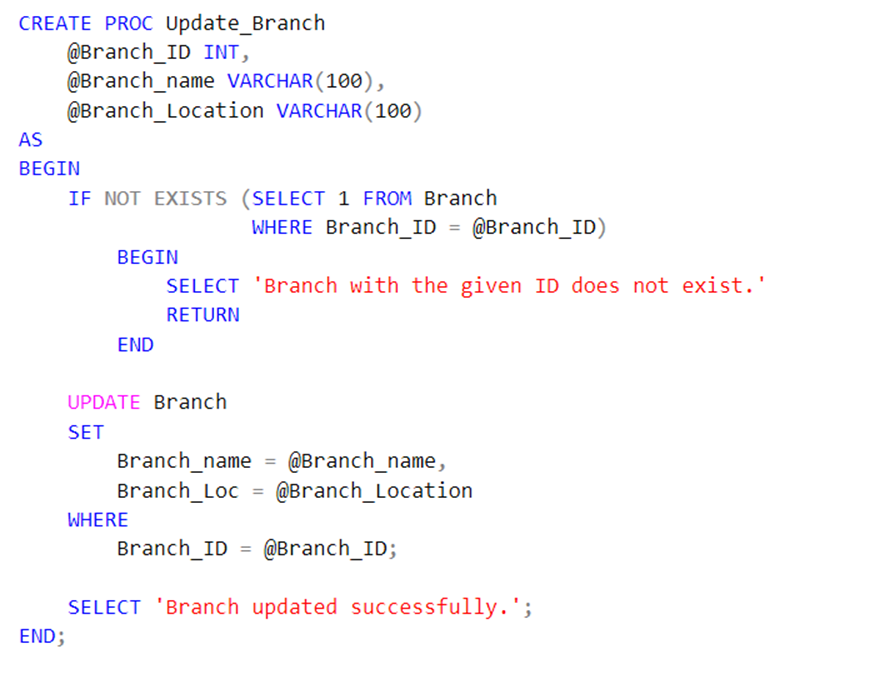 CREATE PROC Update_Branch
    @Branch_ID INT,
    @Branch_name VARCHAR(100),
    @Branch_Location VARCHAR(100)
AS
BEGIN
    IF NOT EXISTS (SELECT 1 FROM Branch
                   WHERE Branch_ID = @Branch_ID)
        BEGIN
            SELECT 'Branch with the given ID does not exist.'
            RETURN
        END

    UPDATE Branch
    SET
        Branch_name = @Branch_name,
        Branch_Loc = @Branch_Location
    WHERE
        Branch_ID = @Branch_ID;

    SELECT 'Branch updated successfully.';
END;